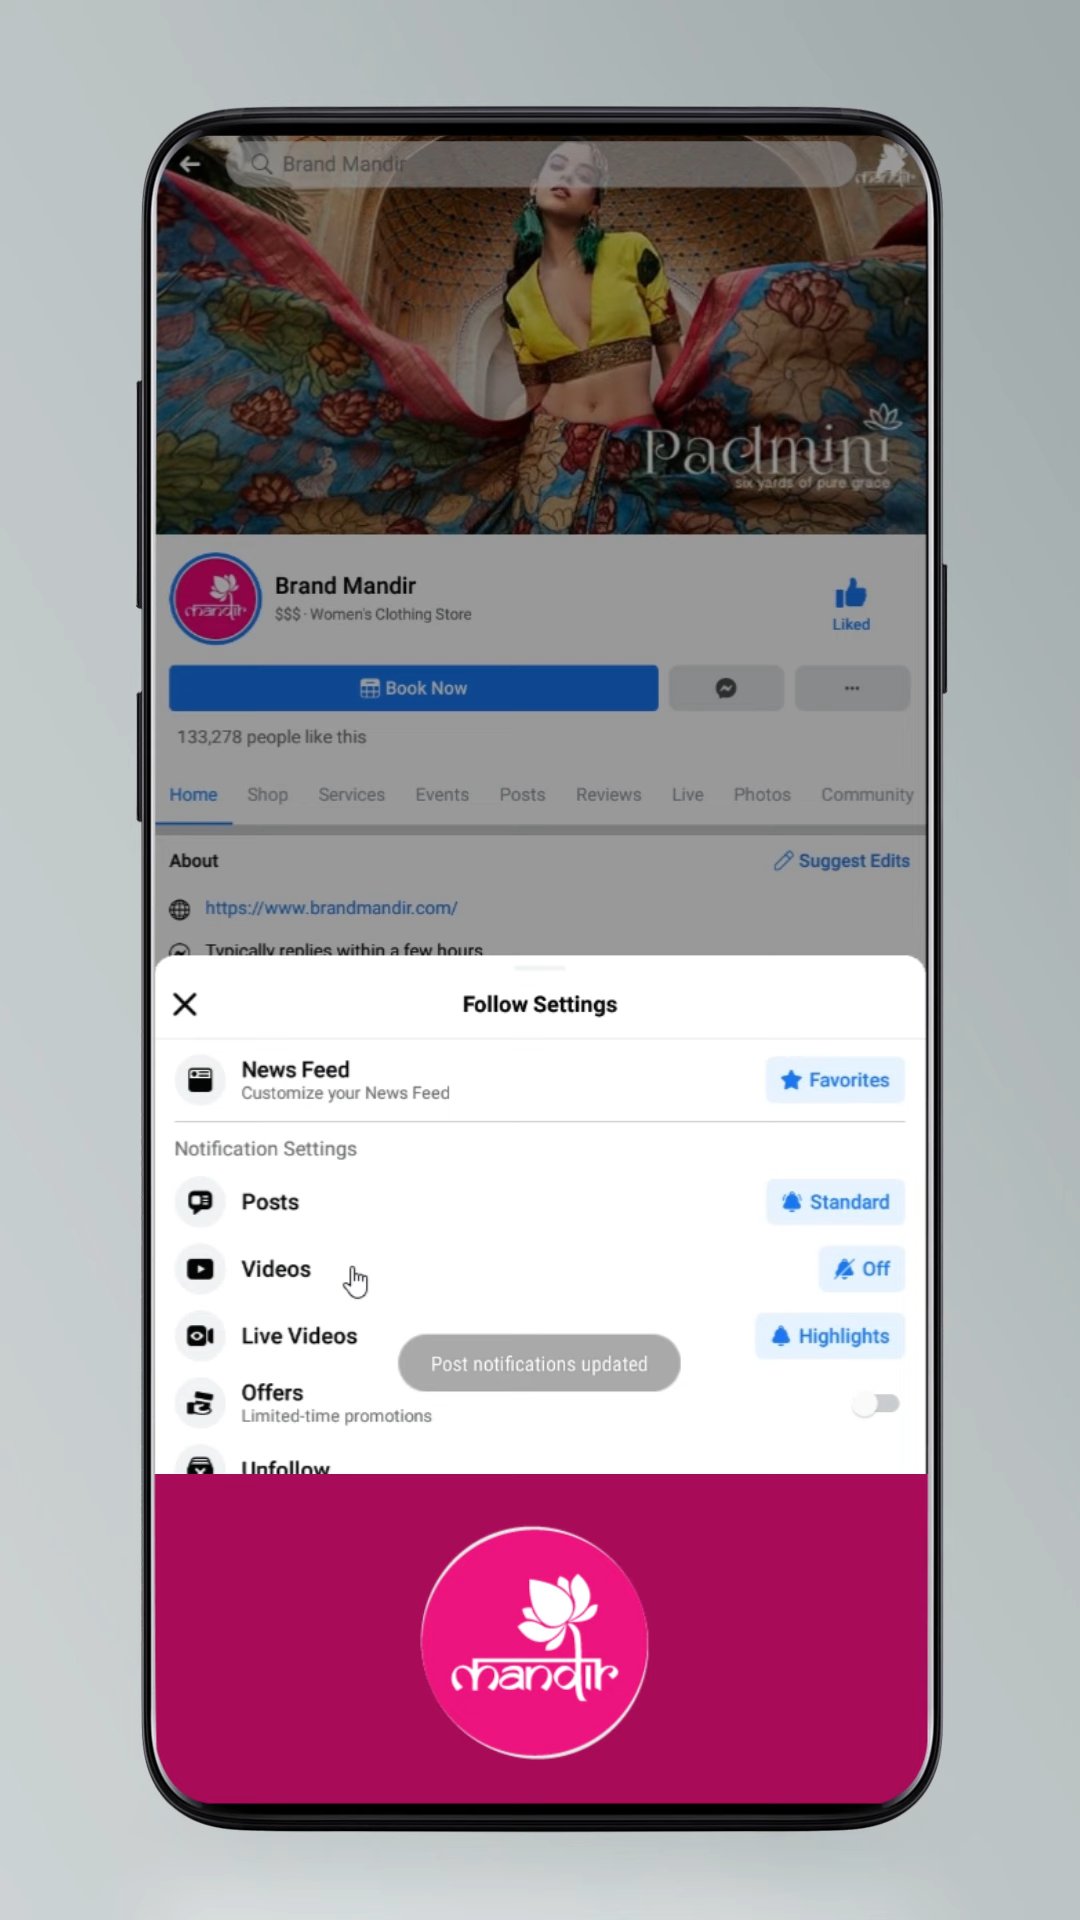 Brand Mandir
mandir
Padmini
six yards of pure grace
mandir
Brand Mandir
$$$ · Women's Clothing Store
Liked
Book Now
133,278 people like this
Home Shop Services Events Posts Reviews Live Photos Community
About
Suggest Edits
https://www.brandmandir.com/
Typically replies within a few hours
Follow Settings
News Feed
Customize your News Feed
Favorites
Notification Settings
Posts
Standard
Videos
Off
Live Videos
Highlights
Post notifications updated
Offers
Limited-time promotions
Unfollow
mandir